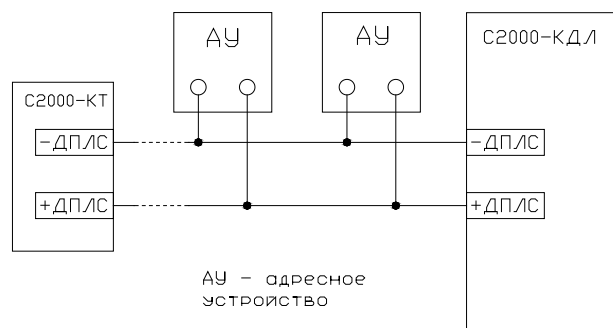 АУ
АУ
С2000-КДЛ
С2000-КТ
-ДПЛС
-ДПЛС
+ДПЛС
+ДПЛС
АУ - адресное
устройство